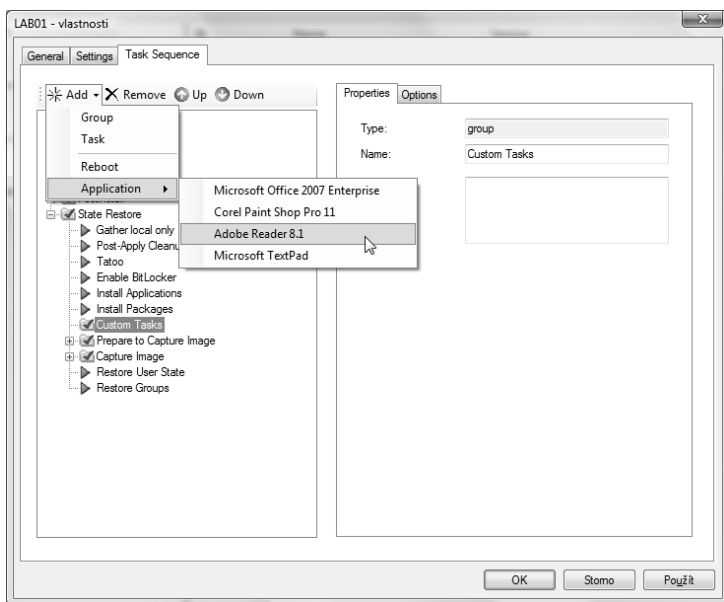 LAB01 - vlastnosti
General Settings Task Sequence
Add Remove Up Down
Group
Task
Reboot
Application
Microsoft Office 2007 Enterprise
Corel Paint Shop Pro 11
Adobe Reader 8.1
Microsoft TextPad
State Restore
Gather local only
Post-Apply Cleanu
Tatoo
Enable BitLocker
Install Applications
Install Packages
Custom Tasks
Prepare to Capture Image
Capture Image
Restore User State
Restore Groups
Properties Options
Type: group
Name: Custom Tasks
OK Storno Použít